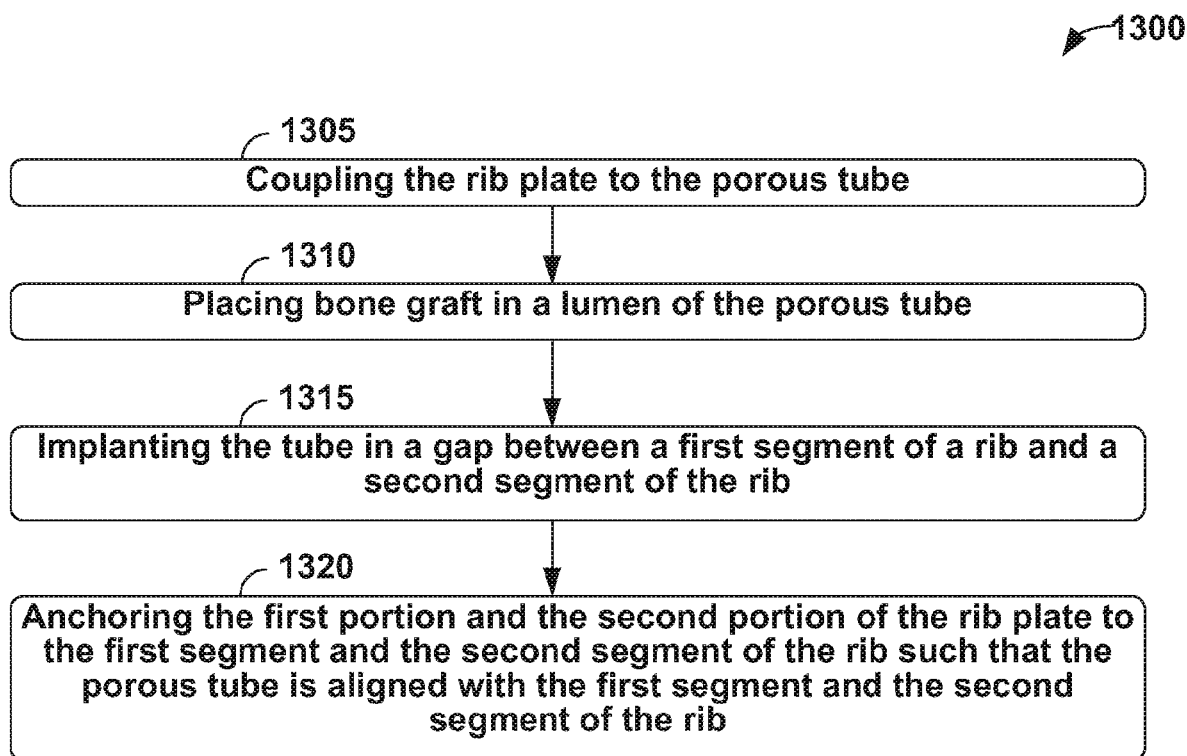 1300
1305
Coupling the rib plate to the porous tube
1310
Placing bone graft in a lumen of the porous tube
1315
Implanting the tube in a gap between a first segment of a rib and a
second segment of the rib
1320
Anchoring the first portion and the second portion of the rib plate to
the first segment and the second segment of the rib such that the
porous tube is aligned with the first segment and the second
segment of the rib